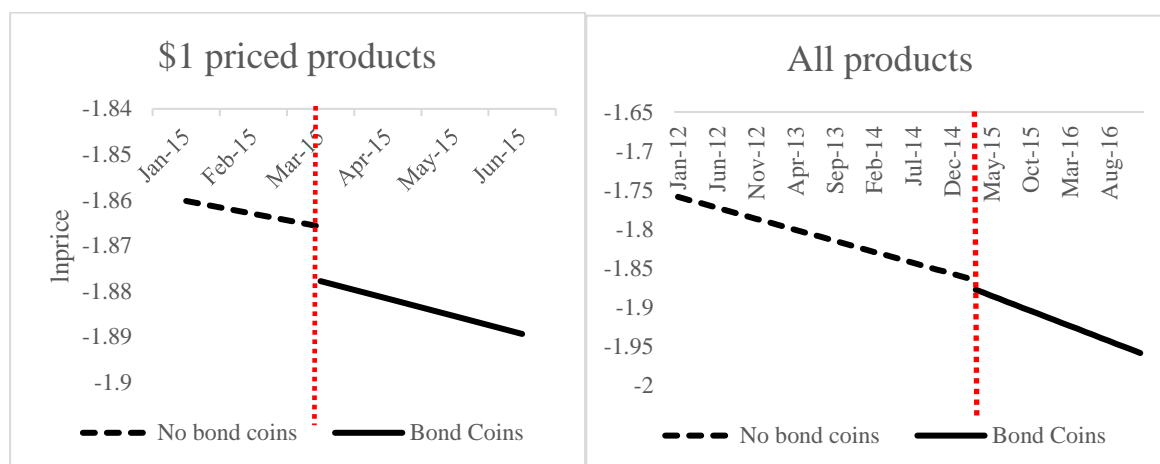 $1 priced products
-1.84
-1.85
-1.86
-1.87
-1.88
-1.89
-1.9
lnprice
Jan-15
Feb-15
Mar-15
Apr-15
May-15
Jun-15
No bond coins
Bond Coins
All products
-1.65
-1.7
-1.75
-1.8
-1.85
-1.9
-1.95
-2
Jan-12
Jun-12
Nov-12
Apr-13
Sep-13
Feb-14
Jul-14
Dec-14
May-15
Oct-15
Mar-16
Aug-16
No bond coins
Bond Coins